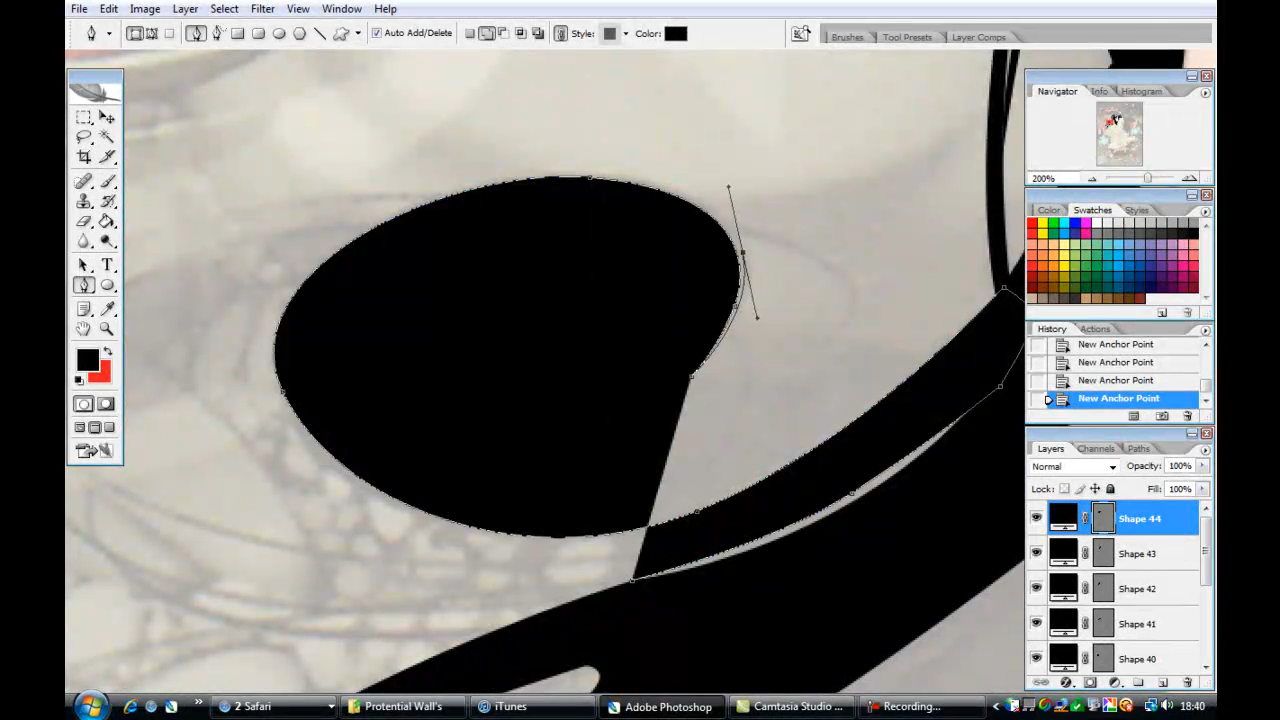 File Edit Image Layer Select Filter View Window Help
Auto Add/Delete Style: Color: Brushes Tool Presets Layer Comps
Navigator Info Histogram
200%
Color Swatches Styles
History Actions
New Anchor Point
New Anchor Point
New Anchor Point
New Anchor Point
Layers Channels Paths
Normal Opacity: 100%
Lock: Fill: 100%
Shape 44
Shape 43
Shape 42
Shape 41
Shape 40
2 Safari Protential Wall's iTunes Adobe Photoshop Camtasia Studio ... Recording... 18:40